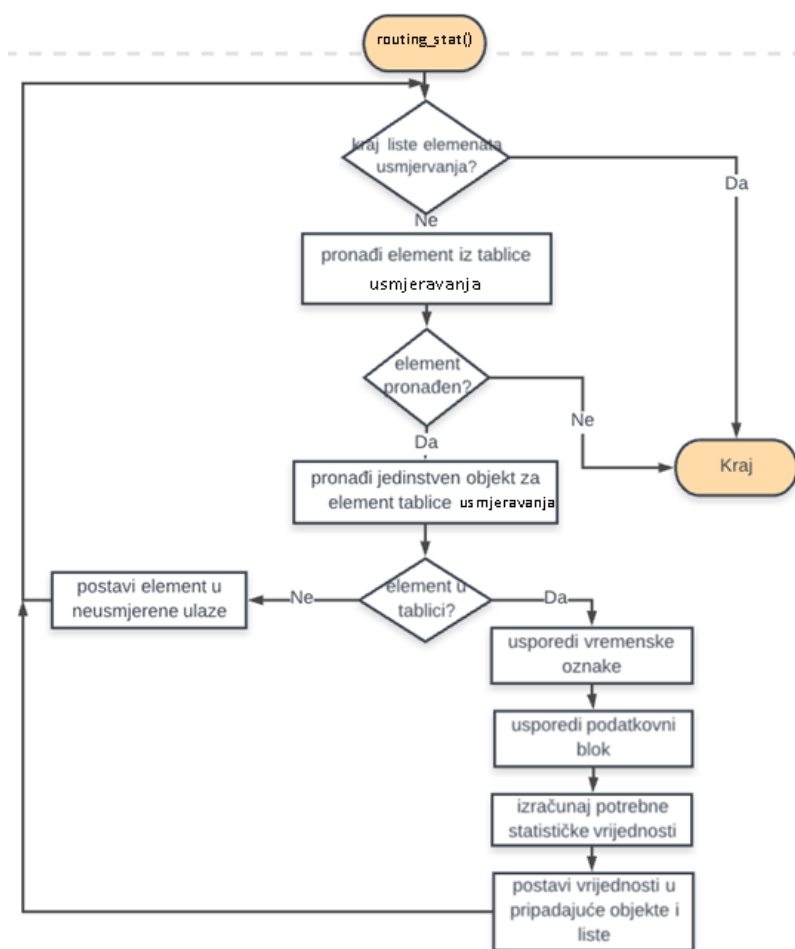 routing_stat()
kraj liste elemenata
usmjervanja?
Da
Ne
pronađi element iz tablice
usmjeravanja
element
pronađen?
Ne
Da
Kraj
pronađi jedinstven objekt za
element tablice usmjeravanja
postavi element u
neusmjerene ulaze
Ne
element u
tablici?
Da
usporedi vremenske
oznake
usporedi podatkovni
blok
izračunaj potrebne
statističke vrijednosti
postavi vrijednosti u
pripadajuće objekte i
liste